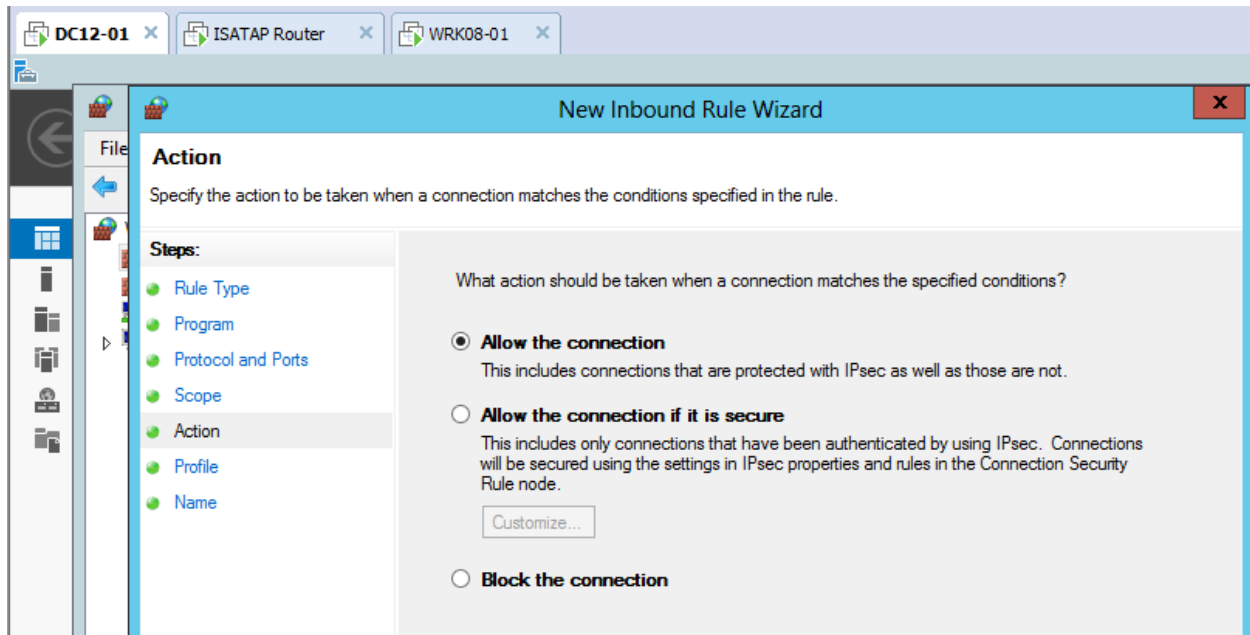 DC12-01 × ISATAP Router × WRK08-01 ×
New Inbound Rule Wizard x
File
Action
Specify the action to be taken when a connection matches the conditions specified in the rule.
Steps:
Rule Type
Program
Protocol and Ports
Scope
Action
Profile
Name
What action should be taken when a connection matches the specified conditions?
Allow the connection
This includes connections that are protected with IPsec as well as those are not.
Allow the connection if it is secure
This includes only connections that have been authenticated by using IPsec. Connections
will be secured using the settings in IPsec properties and rules in the Connection Security
Rule node.
Customize...
Block the connection